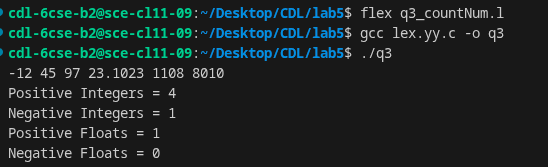 cdl-6cse-b2@sce-cl11-09:~/Desktop/CDL/lab5$ flex q3_countNum.l
cdl-6cse-b2@sce-cl11-09:~/Desktop/CDL/lab5$ gcc lex.yy.c -o q3
cdl-6cse-b2@sce-cl11-09:~/Desktop/CDL/lab5$ ./q3
-12 45 97 23.1023 1108 8010
Positive Integers = 4
Negative Integers = 1
Positive Floats = 1
Negative Floats = 0